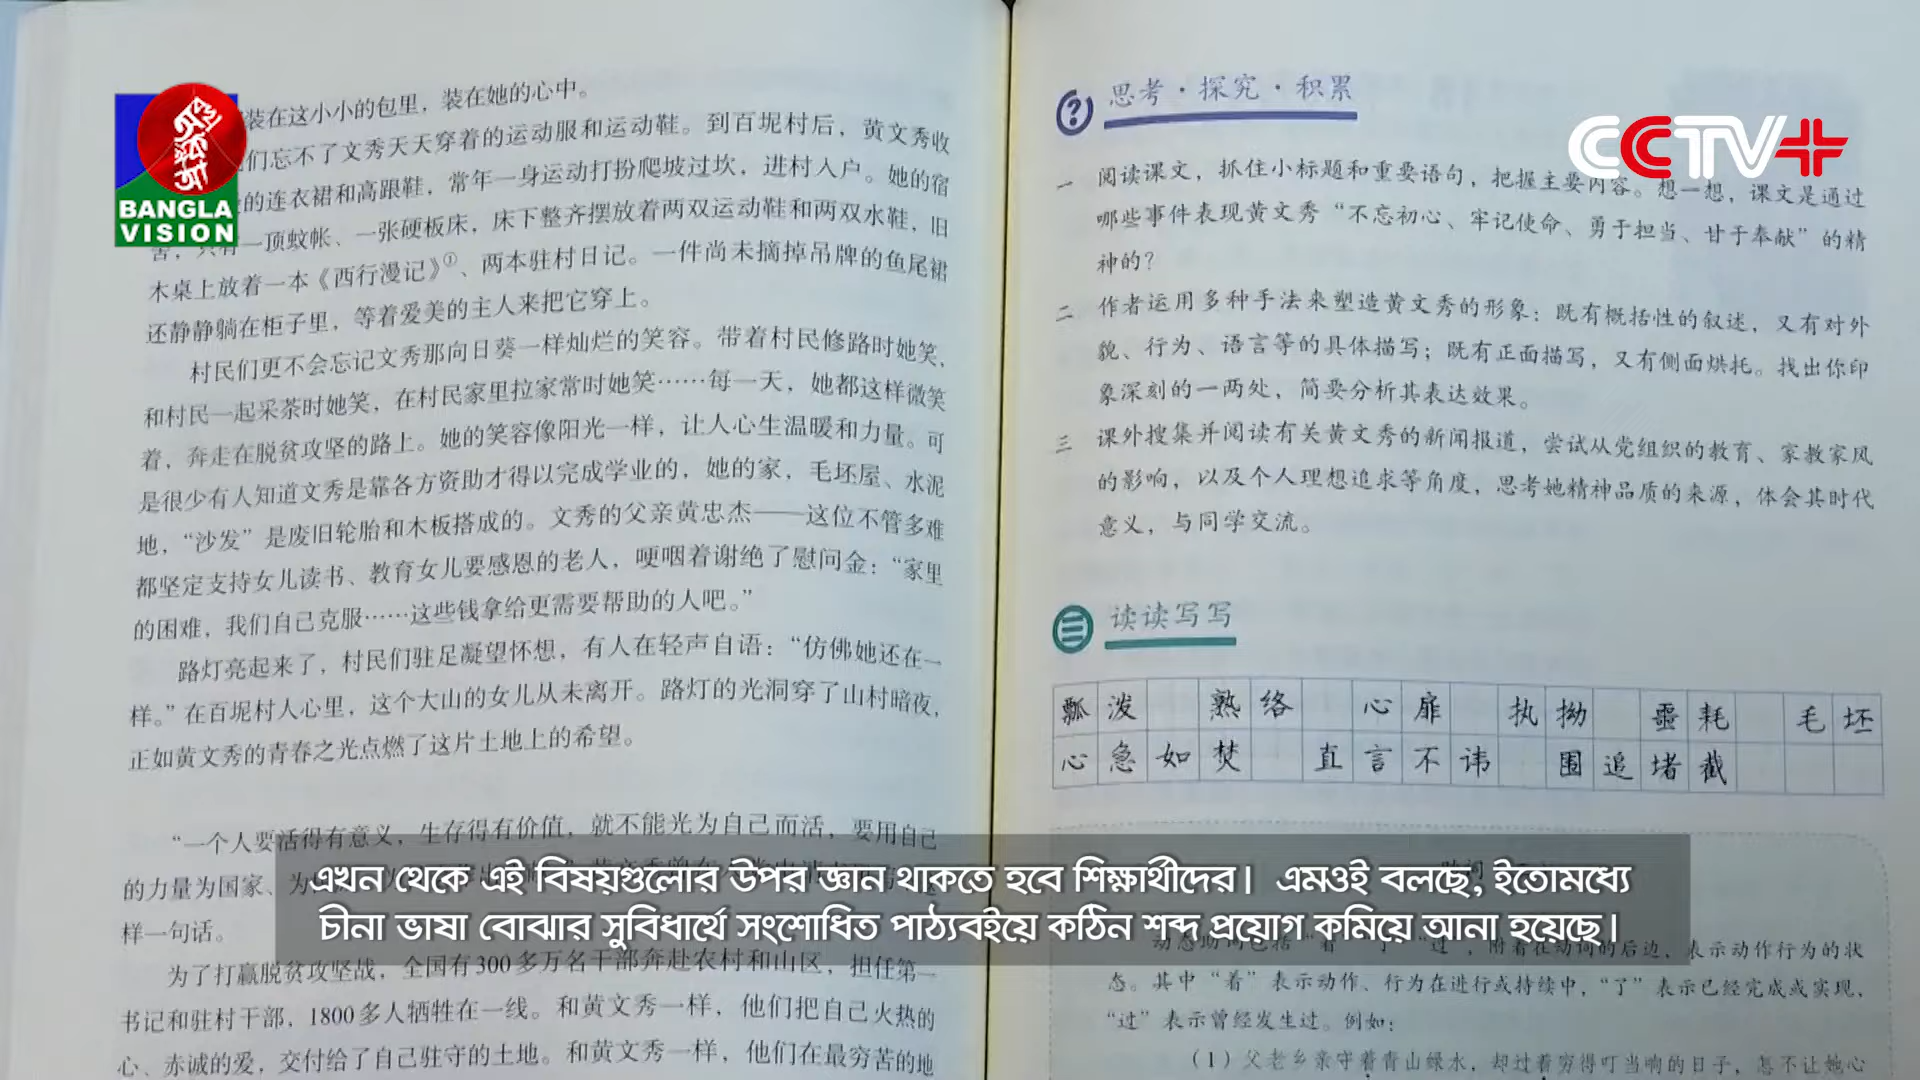 装在这小小的包里，装在她的心中。
们忘不了文秀天天穿着的运动服和运动鞋。到百坭村后，黄文秀收
的连衣裙和高跟鞋，常年一身运动打扮爬坡过坎，进村入户。她的宿
一顶蚊帐、一张硬板床，床下整齐摆放着两双运动鞋和两双水鞋，旧
木桌上放着一本《西行漫记》①、两本驻村日记。一件尚未摘掉吊牌的鱼尾裙
还静静躺在柜子里，等着爱美的主人来把它穿上。
村民们更不会忘记文秀那向日葵一样灿烂的笑容。带着村民修路时她笑，
和村民一起采茶时她笑，在村民家里拉家常时她笑……每一天，她都这样微笑
着，奔走在脱贫攻坚的路上。她的笑容像阳光一样，让人心生温暖和力量。可
是很少有人知道文秀是靠各方资助才得以完成学业的，她的家，毛坯屋、水泥
地，“沙发”是废旧轮胎和木板搭成的。文秀的父亲黄忠杰——这位不管多难
都坚定支持女儿读书、教育女儿要感恩的老人，哽咽着谢绝了慰问金：“家里
的困难，我们自己克服……这些钱拿给更需要帮助的人吧。”
路灯亮起来了，村民们驻足凝望怀想，有人在轻声自语：“仿佛她还在一
样。”在百坭村人心里，这个大山的女儿从未离开。路灯的光洞穿了山村暗夜，
正如黄文秀的青春之光点燃了这片土地上的希望。
“一个人要活得有意义，生存得有价值，就不能光为自己而活，要用自己
的力量为国家、为
样一句话。
为了打赢脱贫攻坚战，全国有300多万名干部奔赴农村和山区，担任第一
书记和驻村干部，1800多人牺牲在一线。和黄文秀一样，他们把自己火热的
心、赤诚的爱，交付给了自己驻守的土地。和黄文秀一样，他们在最穷苦的地
BANGLA
VISION
CCTV+
思考·探究·积累
一 阅读课文，抓住小标题和重要语句，把握主要内容。想一想，课文是通过
哪些事件表现黄文秀“不忘初心、牢记使命、勇于担当、甘于奉献”的精
神的？
二 作者运用多种手法来塑造黄文秀的形象：既有概括性的叙述，又有对外
貌、行为、语言等的具体描写；既有正面描写，又有侧面烘托。找出你印
象深刻的一两处，简要分析其表达效果。
三 课外搜集并阅读有关黄文秀的新闻报道，尝试从党组织的教育、家教家风
的影响，以及个人理想追求等角度，思考她精神品质的来源，体会其时代
意义，与同学交流。
读读写写
瓢泼 熟络 心扉 执拗 噩耗 毛坯
心急如焚 直言不讳 围追堵截
动态助词包括“着”“了”“过”，附着在动词的后边，表示动作行为的状
态。其中“着”表示动作、行为在进行或持续中，“了”表示已经完成或实现，
“过”表示曾经发生过。例如：
（1）父老乡亲守着青山绿水，却过着穷得叮当响的日子，怎不让她心
এখন থেকে এই বিষয়গুলোর উপর জ্ঞান থাকতে হবে শিক্ষার্থীদের। এমওই বলছে, ইতোমধ্যে
চীনা ভাষা বোঝার সুবিধার্থে সংশোধিত পাঠ্যবইয়ে কঠিন শব্দ প্রয়োগ কমিয়ে আনা হয়েছে।